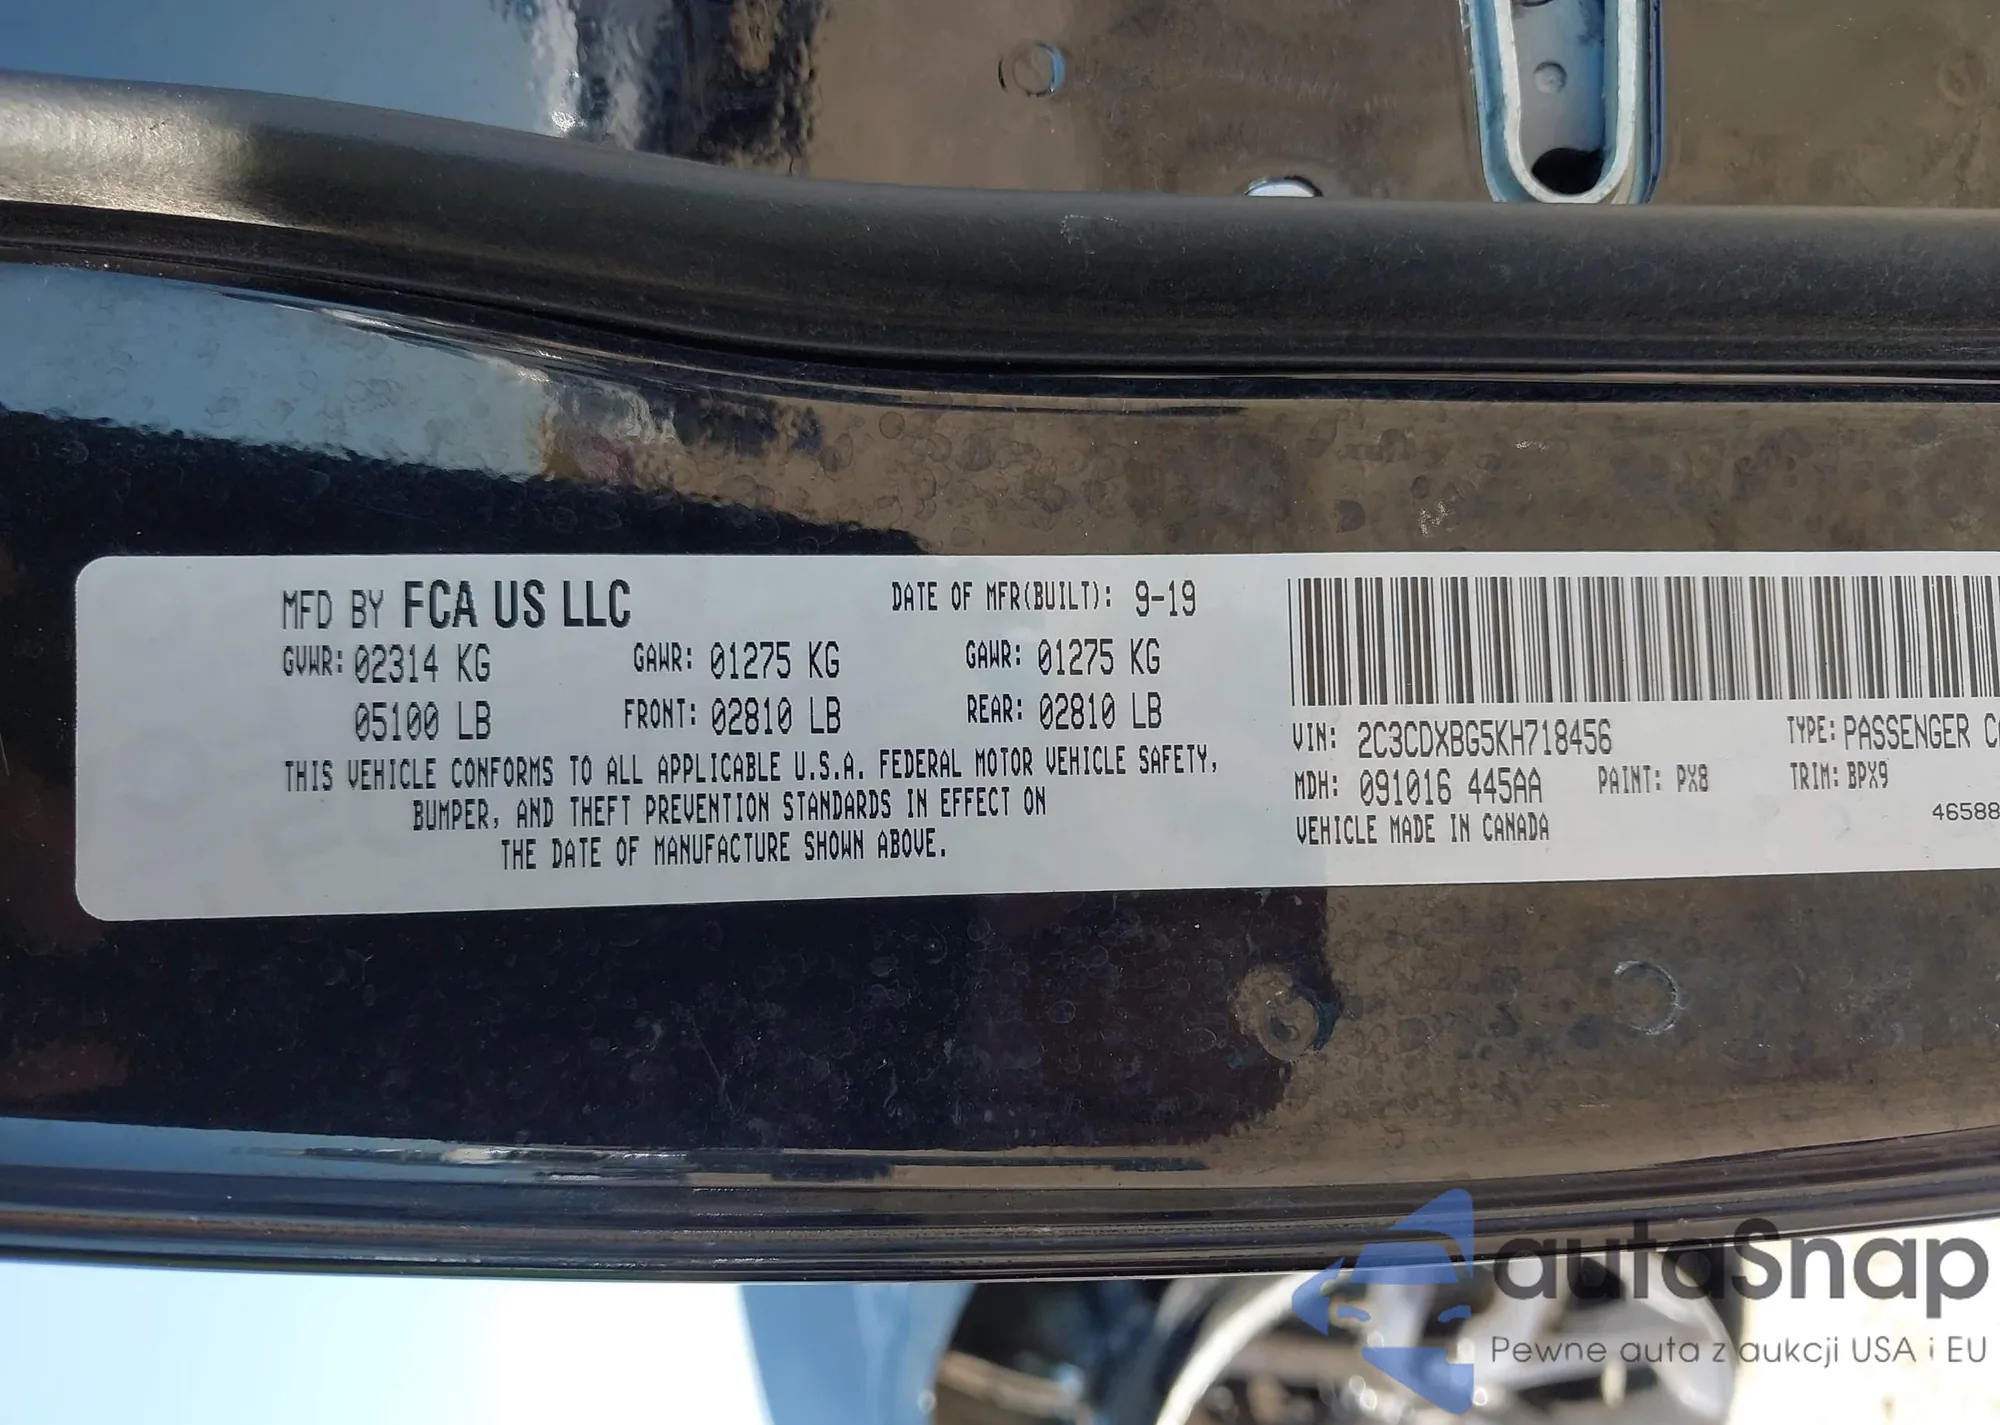 MFD BY FCA US LLC DATE OF MFR(BUILT): 9-19
GVWR: 02314 KG GAWR: 01275 KG GAWR: 01275 KG
05100 LB FRONT: 02810 LB REAR: 02810 LB
THIS VEHICLE CONFORMS TO ALL APPLICABLE U.S.A. FEDERAL MOTOR VEHICLE SAFETY,
BUMPER, AND THEFT PREVENTION STANDARDS IN EFFECT ON
THE DATE OF MANUFACTURE SHOWN ABOVE.
VIN: 2C3CDXBG5KH718456 TYPE: PASSENGER
MDH: 091016 445AA PAINT: PX8 TRIM: BPX9
VEHICLE MADE IN CANADA 46588
autoSnap
Pewne auta z aukcji USA i EU